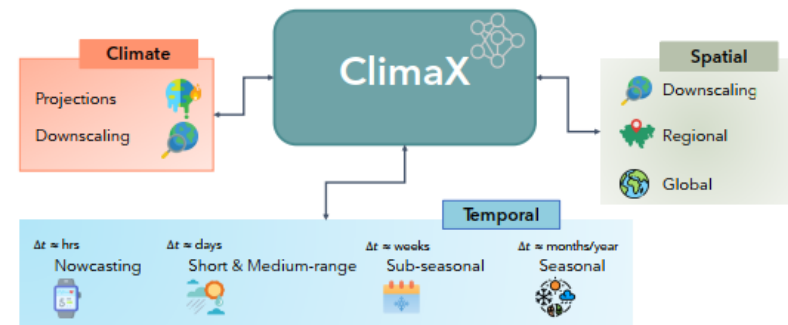 Climate
Projections
Downscaling
ClimaX
Spatial
Downscaling
Regional
Global
Temporal
Δt ≈ hrs
Nowcasting
Δt ≈ days
Short & Medium-range
Δt ≈ weeks
Sub-seasonal
Δt ≈ months/year
Seasonal